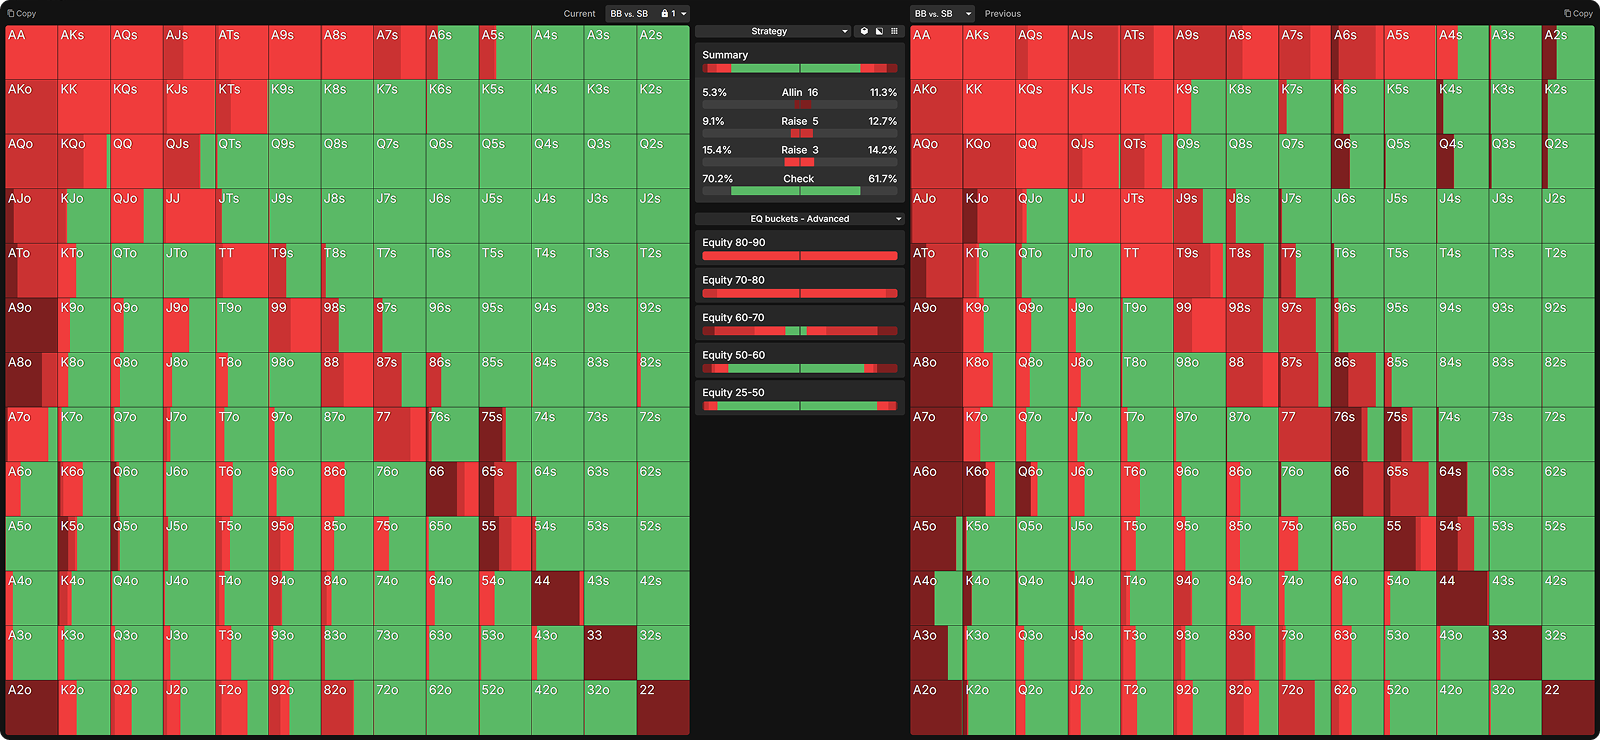 Copy Current BB vs. SB 1 BB vs. SB Previous Copy
AA AKs AQs AJs ATs A9s A8s A7s A6s A5s A4s A3s A2s
AKo KK KQs KJs KTs K9s K8s K7s K6s K5s K4s K3s K2s
AQo KQo QQ QJs QTs Q9s Q8s Q7s Q6s Q5s Q4s Q3s Q2s
AJo KJo QJo JJ JTs J9s J8s J7s J6s J5s J4s J3s J2s
ATo KTo QTo JTo TT T9s T8s T7s T6s T5s T4s T3s T2s
A9o K9o Q9o J9o T9o 99 98s 97s 96s 95s 94s 93s 92s
A8o K8o Q8o J8o T8o 98o 88 87s 86s 85s 84s 83s 82s
A7o K7o Q7o J7o T7o 97o 87o 77 76s 75s 74s 73s 72s
A6o K6o Q6o J6o T6o 96o 86o 76o 66 65s 64s 63s 62s
A5o K5o Q5o J5o T5o 95o 85o 75o 65o 55 54s 53s 52s
A4o K4o Q4o J4o T4o 94o 84o 74o 64o 54o 44 43s 42s
A3o K3o Q3o J3o T3o 93o 83o 73o 63o 53o 43o 33 32s
A2o K2o Q2o J2o T2o 92o 82o 72o 62o 52o 42o 32o 22
Strategy
Summary
5.3% Allin 16 11.3%
9.1% Raise 5 12.7%
15.4% Raise 3 14.2%
70.2% Check 61.7%
EQ buckets - Advanced
Equity 80-90
Equity 70-80
Equity 60-70
Equity 50-60
Equity 25-50
AA AKs AQs AJs ATs A9s A8s A7s A6s A5s A4s A3s A2s
AKo KK KQs KJs KTs K9s K8s K7s K6s K5s K4s K3s K2s
AQo KQo QQ QJs QTs Q9s Q8s Q7s Q6s Q5s Q4s Q3s Q2s
AJo KJo QJo JJ JTs J9s J8s J7s J6s J5s J4s J3s J2s
ATo KTo QTo JTo TT T9s T8s T7s T6s T5s T4s T3s T2s
A9o K9o Q9o J9o T9o 99 98s 97s 96s 95s 94s 93s 92s
A8o K8o Q8o J8o T8o 98o 88 87s 86s 85s 84s 83s 82s
A7o K7o Q7o J7o T7o 97o 87o 77 76s 75s 74s 73s 72s
A6o K6o Q6o J6o T6o 96o 86o 76o 66 65s 64s 63s 62s
A5o K5o Q5o J5o T5o 95o 85o 75o 65o 55 54s 53s 52s
A4o K4o Q4o J4o T4o 94o 84o 74o 64o 54o 44 43s 42s
A3o K3o Q3o J3o T3o 93o 83o 73o 63o 53o 43o 33 32s
A2o K2o Q2o J2o T2o 92o 82o 72o 62o 52o 42o 32o 22